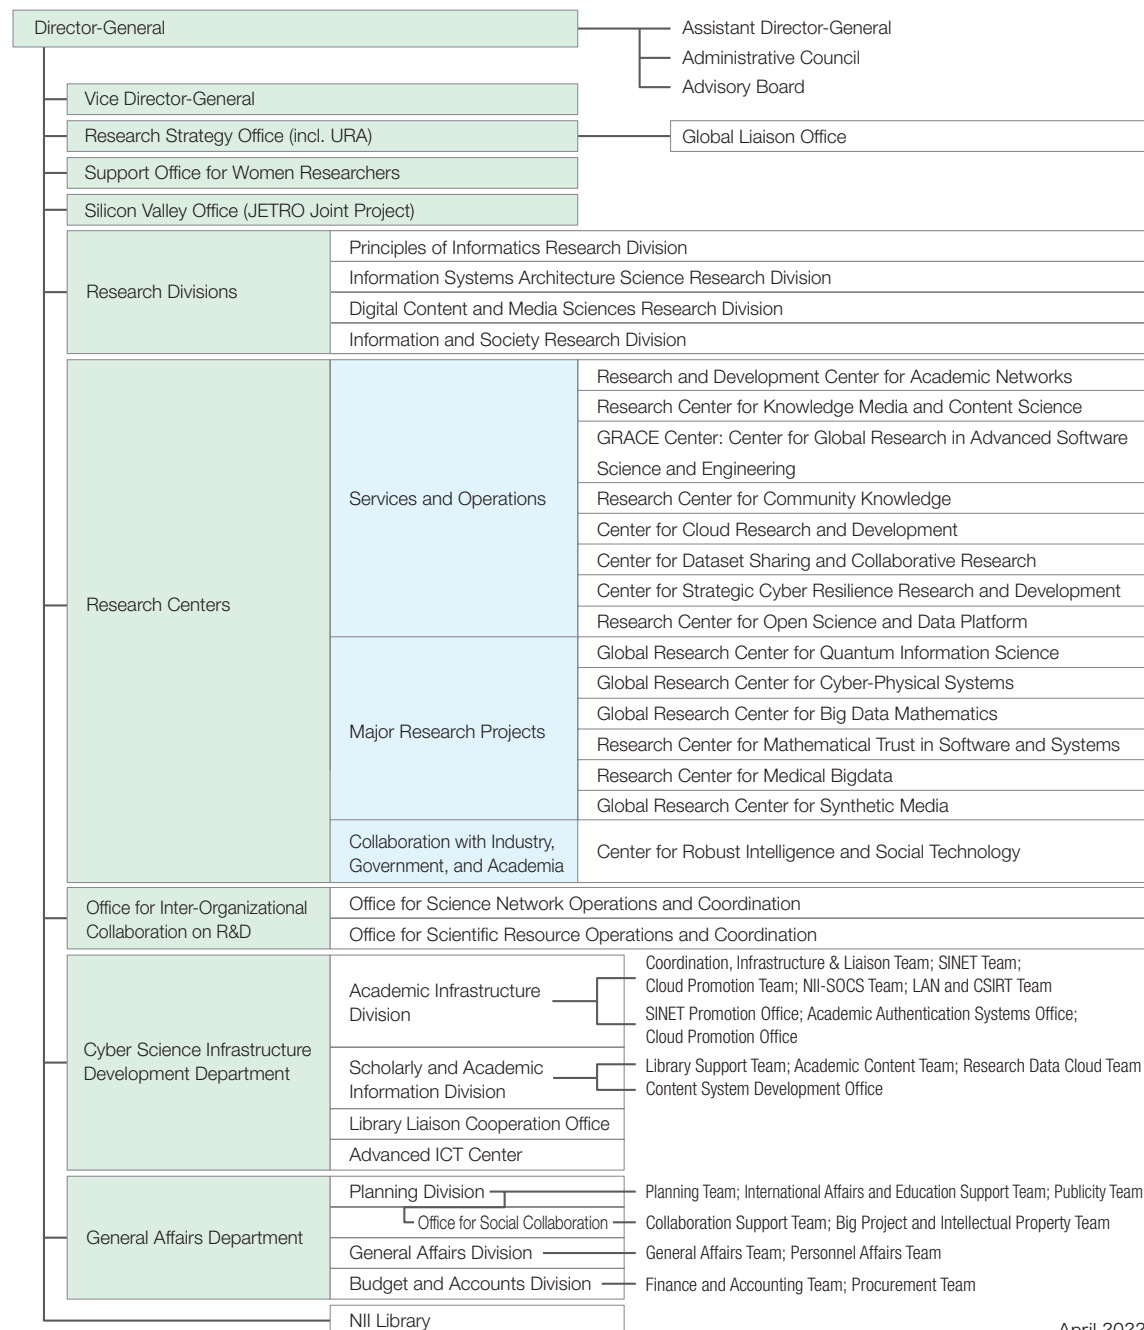 Director-General
Assistant Director-General
Administrative Council
Advisory Board
Vice Director-General
Research Strategy Office (incl. URA)
Global Liaison Office
Support Office for Women Researchers
Silicon Valley Office (JETRO Joint Project)
Research Divisions
Principles of Informatics Research Division
Information Systems Architecture Science Research Division
Digital Content and Media Sciences Research Division
Information and Society Research Division
Research Centers
Services and Operations
Research and Development Center for Academic Networks
Research Center for Knowledge Media and Content Science
GRACE Center: Center for Global Research in Advanced Software
Science and Engineering
Research Center for Community Knowledge
Center for Cloud Research and Development
Center for Dataset Sharing and Collaborative Research
Center for Strategic Cyber Resilience Research and Development
Research Center for Open Science and Data Platform
Major Research Projects
Global Research Center for Quantum Information Science
Global Research Center for Cyber-Physical Systems
Global Research Center for Big Data Mathematics
Research Center for Mathematical Trust in Software and Systems
Research Center for Medical Bigdata
Global Research Center for Synthetic Media
Collaboration with Industry,
Government, and Academia
Center for Robust Intelligence and Social Technology
Office for Inter-Organizational
Collaboration on R&D
Office for Science Network Operations and Coordination
Office for Scientific Resource Operations and Coordination
Cyber Science Infrastructure
Development Department
Academic Infrastructure
Division
Coordination, Infrastructure & Liaison Team; SINET Team;
Cloud Promotion Team; NII-SOCS Team; LAN and CSIRT Team
SINET Promotion Office; Academic Authentication Systems Office;
Cloud Promotion Office
Scholarly and Academic
Information Division
Library Support Team; Academic Content Team; Research Data Cloud Team
Content System Development Office
Library Liaison Cooperation Office
Advanced ICT Center
General Affairs Department
Planning Division
Planning Team; International Affairs and Education Support Team; Publicity Team
Office for Social Collaboration
Collaboration Support Team; Big Project and Intellectual Property Team
General Affairs Division
General Affairs Team; Personnel Affairs Team
Budget and Accounts Division
Finance and Accounting Team; Procurement Team
NII Library
April 2022